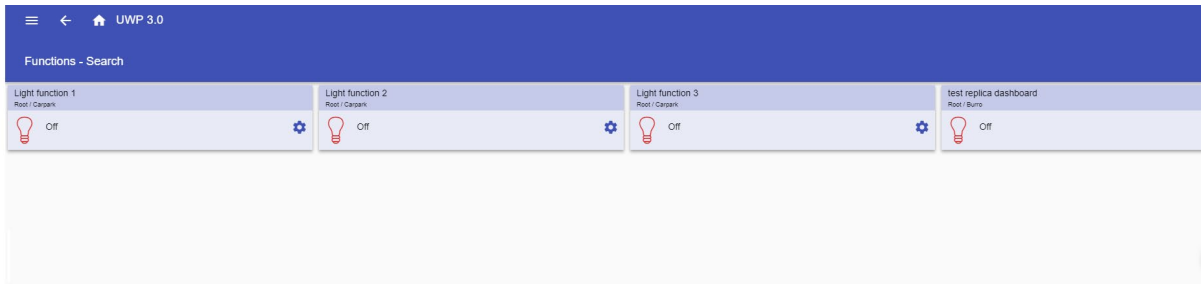 UWP 3.0
Functions - Search
Light function 1
Root / Carpark
Off
Light function 2
Root / Carpark
Off
Light function 3
Root / Carpark
Off
test replica dashboard
Root / Burro
Off